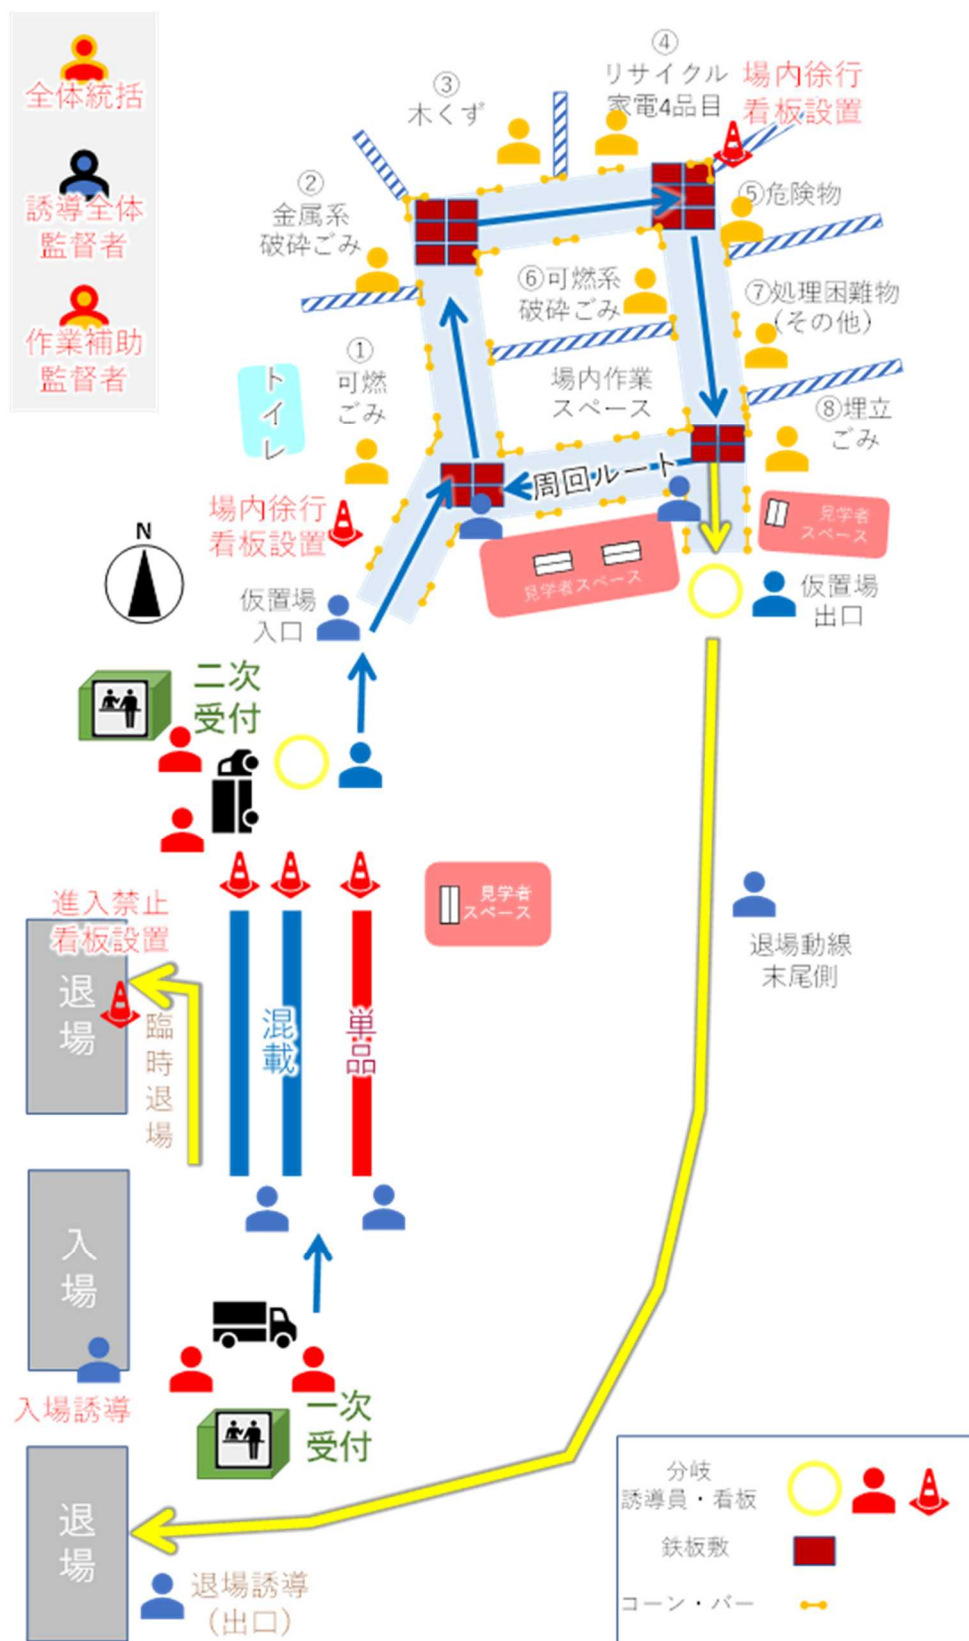 全体統括
誘導全体
監督者
作業補助
監督者
④
リサイクル
家電4品目
場内徐行
看板設置
③
木くず
②
金属系
破砕ごみ
⑤危険物
⑥可燃系
破砕ごみ
⑦処理困難物
(その他)
①
可燃
ごみ
トイレ
場内作業
スペース
⑧埋立
ごみ
周回ルート
場内徐行
看板設置
見学者
スペース
見学者スペース
N
仮置場
入口
仮置場
出口
二次
受付
見学者
スペース
進入禁止
看板設置
退場
臨時退場
混載
単品
退場動線
末尾側
入場
入場誘導
一次
受付
退場
退場誘導
(出口)
分岐
誘導員・看板
鉄板敷
コーン・バー